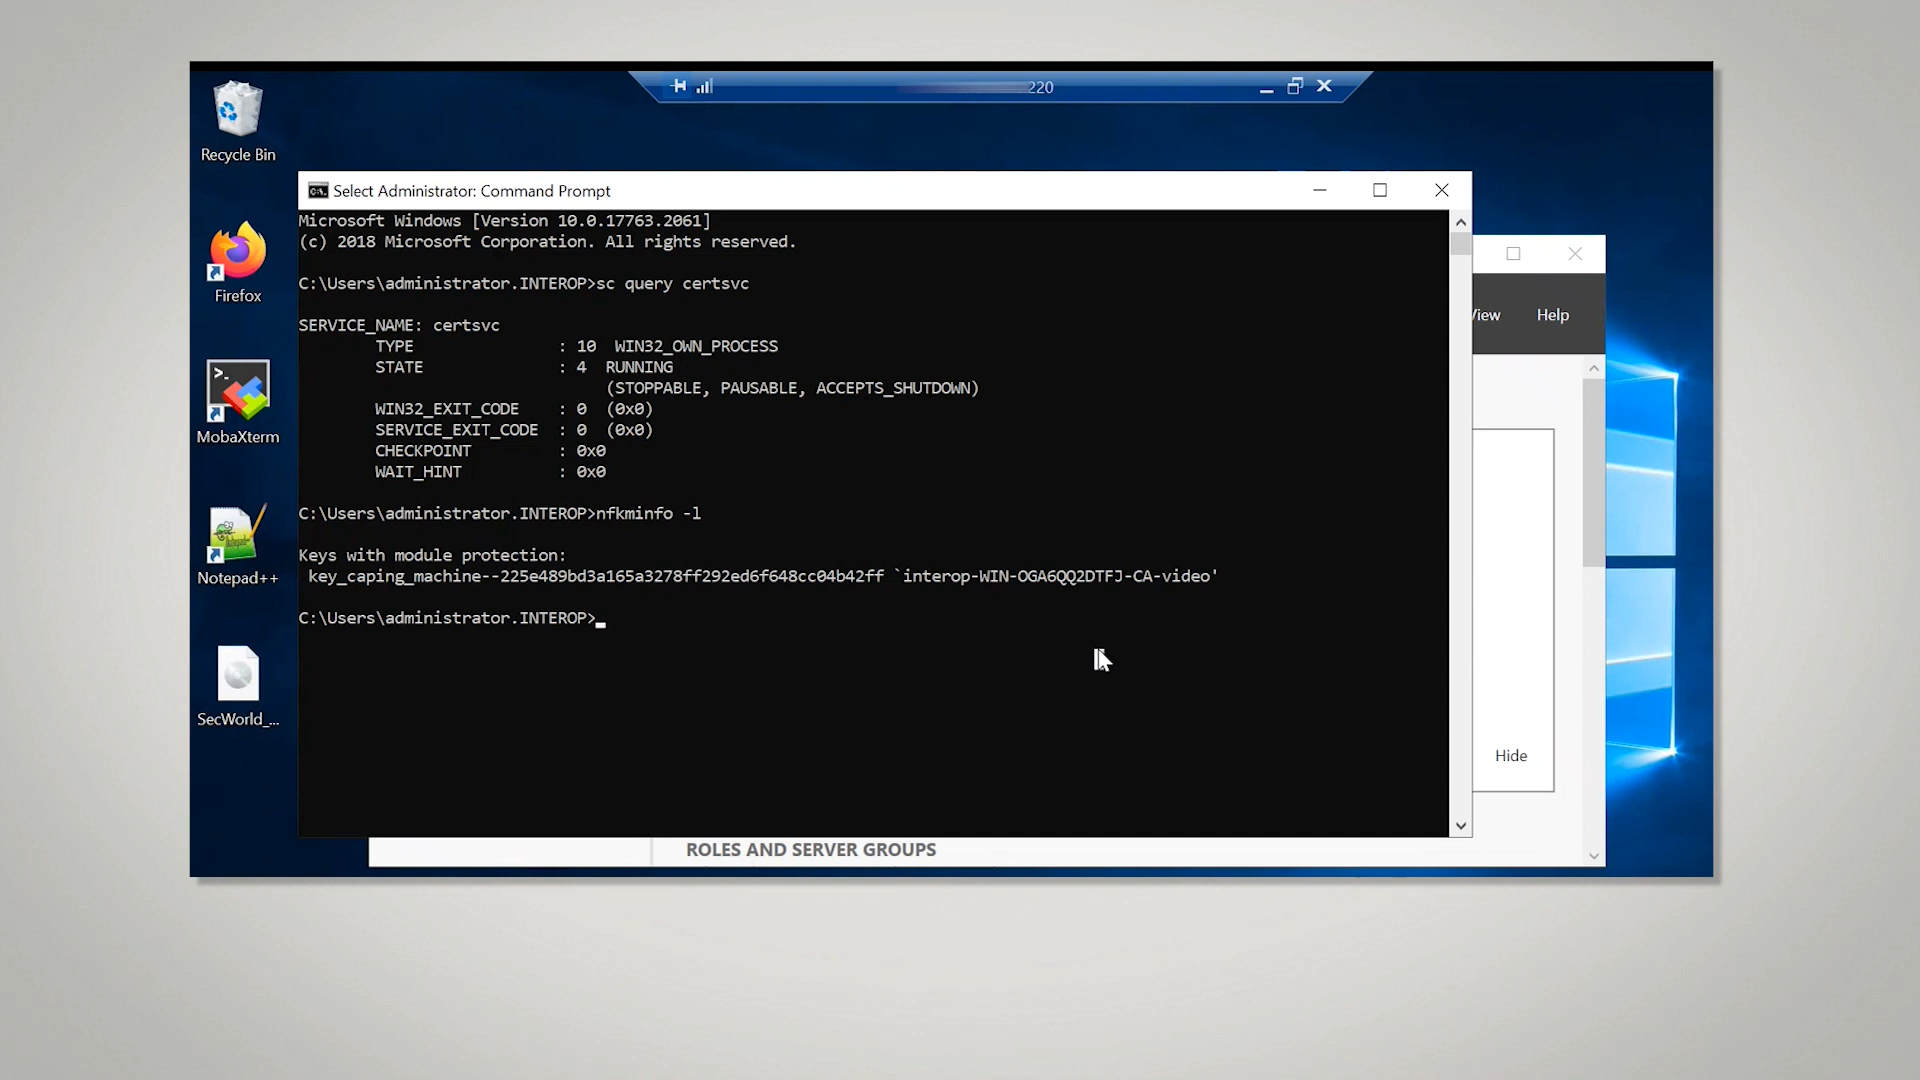 220
Recycle Bin
Firefox
MobaXterm
Notepad++
SecWorld_...
Select Administrator: Command Prompt
Microsoft Windows [Version 10.0.17763.2061]
(c) 2018 Microsoft Corporation. All rights reserved.
C:\Users\administrator.INTEROP>sc query certsvc
SERVICE_NAME: certsvc
TYPE : 10 WIN32_OWN_PROCESS
STATE : 4 RUNNING
(STOPPABLE, PAUSABLE, ACCEPTS_SHUTDOWN)
WIN32_EXIT_CODE : 0 (0x0)
SERVICE_EXIT_CODE : 0 (0x0)
CHECKPOINT : 0x0
WAIT_HINT : 0x0
C:\Users\administrator.INTEROP>nfkminfo -l
Keys with module protection:
key_caping_machine--225e489bd3a165a3278ff292ed6f648cc04b42ff `interop-WIN-OGA6QQ2DTFJ-CA-video'
C:\Users\administrator.INTEROP>
View Help
Hide
ROLES AND SERVER GROUPS